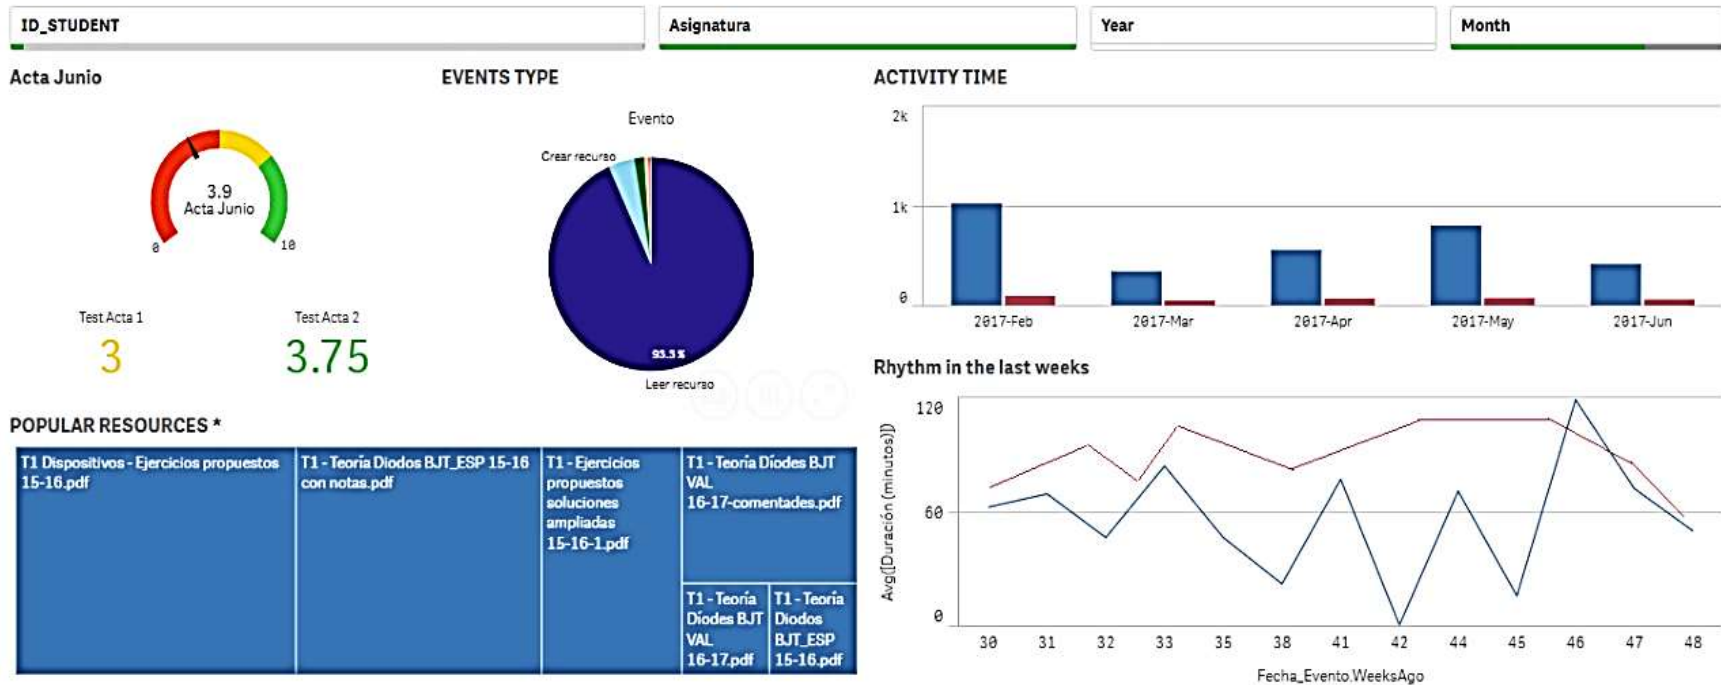 ID_STUDENT
Asignatura
Year
Month
Acta Junio
EVENTS TYPE
ACTIVITY TIME
3.9
Acta Junio
0
10
Test Acta 1
3
Test Acta 2
3.75
Evento
Crear recurso
93.3%
Leer recurso
2k
1k
0
2017-Feb
2017-Mar
2017-Apr
2017-May
2017-Jun
POPULAR RESOURCES *
T1 Dispositivos - Ejercicios propuestos
15-16.pdf
T1 - Teoría Diodos BJT_ESP 15-16
con notas.pdf
T1 - Ejercicios
propuestos
soluciones
ampliadas
15-16-1.pdf
T1 - Teoría Díodes BJT
VAL
16-17-comentades.pdf
T1 - Teoría
Díodes BJT
VAL
16-17.pdf
T1 - Teoría
Diodos
BJT_ESP
15-16.pdf
Rhythm in the last weeks
Avg([Duración (minutos)])
120
60
0
30
31
32
33
35
38
41
42
44
45
46
47
48
Fecha_Evento.WeeksAgo